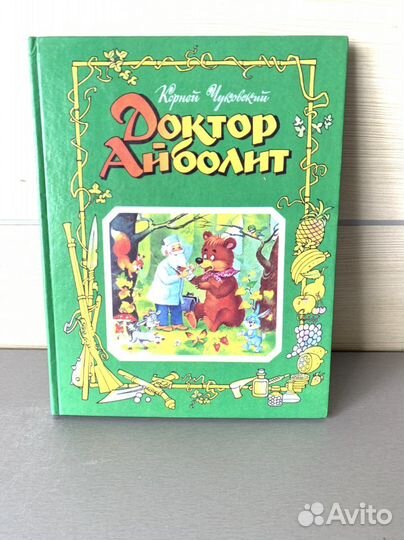 Корней Чуковский
Доктор
Айболит
Avito